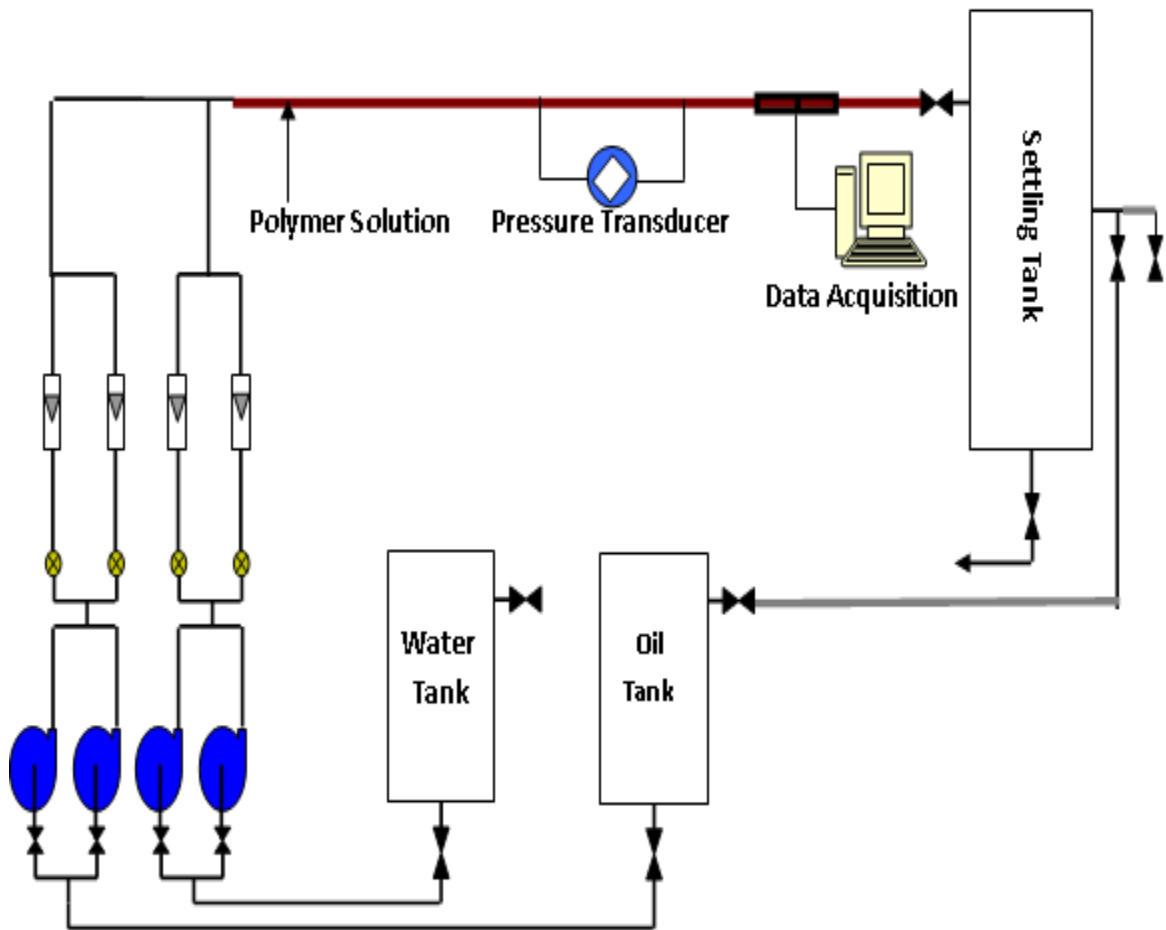 Polymer Solution
Pressure Transducer
Data Acquisition
Settling Tank
Water
Tank
Oil
Tank